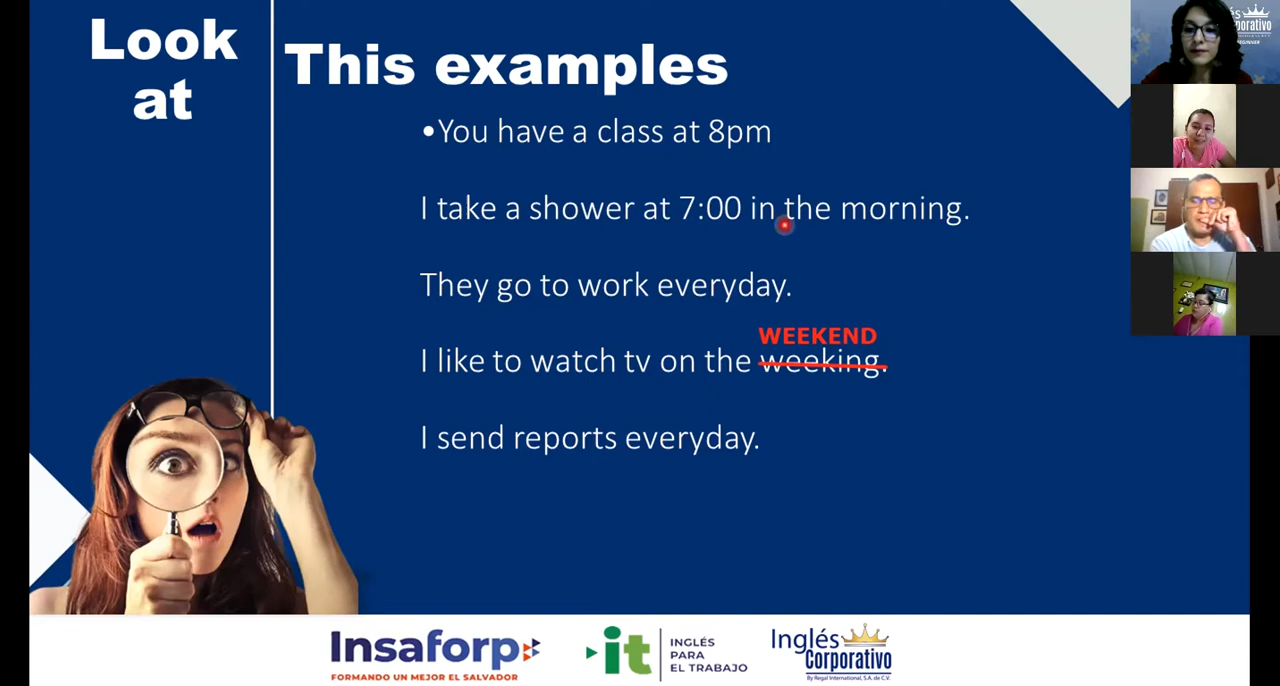 Look
at
This examples
•You have a class at 8pm
I take a shower at 7:00 in the morning.
They go to work everyday.
WEEKEND
I like to watch tv on the weeking.
I send reports everyday.
Insaforp
FORMANDO UN MEJOR EL SALVADOR
it
INGLÉS
PARA
EL TRABAJO
Inglés
Corporativo
By Regal International, S.A. de C.V.